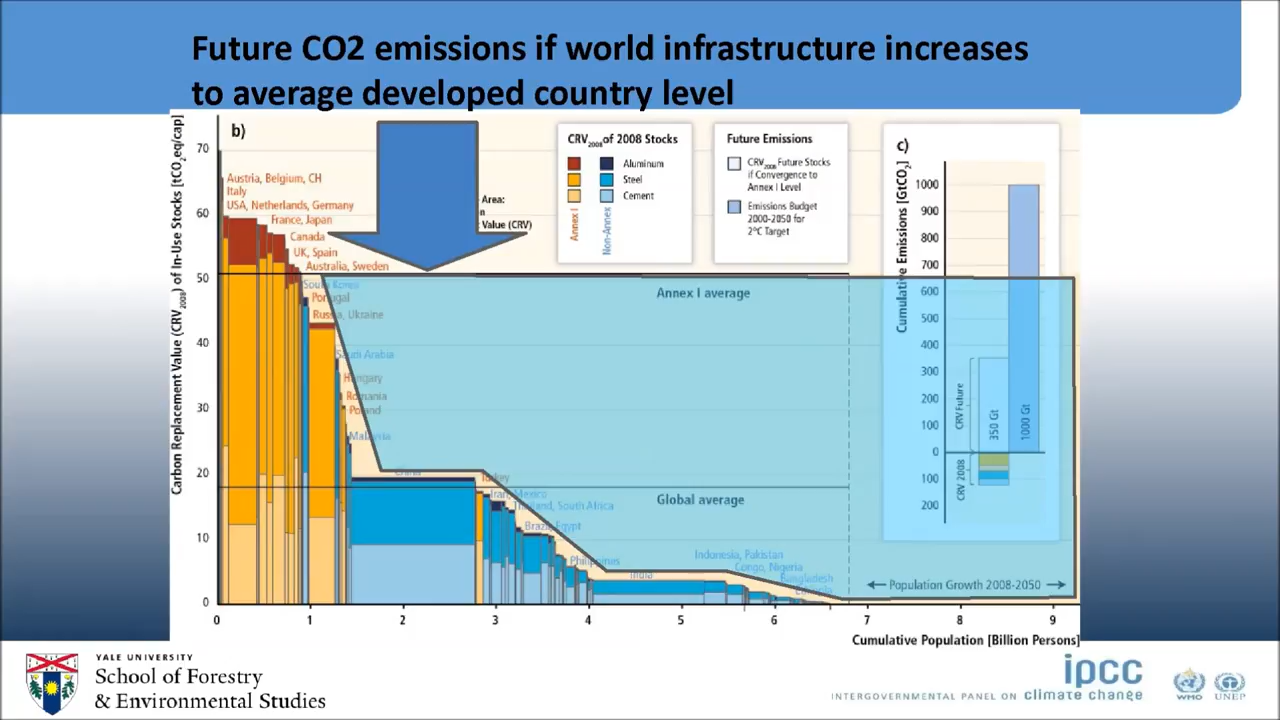 Future CO2 emissions if world infrastructure increases
to average developed country level
b)
Carbon Replacement Value (CRV2008) of In-Use Stocks [tCO2eq/cap]
70
60
50
40
30
20
10
0
Austria, Belgium, CH
Italy
USA, Netherlands, Germany
France, Japan
Canada
UK, Spain
Australia, Sweden
South Korea
Portugal
Russia, Ukraine
Saudi Arabia
Hungary
Romania
Poland
Malaysia
China
Turkey
Iran, Mexico
Thailand, South Africa
Brazil, Egypt
Philippines
India
Indonesia, Pakistan
Congo, Nigeria
Bangladesh
Area:
n
Value (CRV)
CRV2008 of 2008 Stocks
Aluminum
Steel
Cement
Annex I
Non-Annex
Future Emissions
CRV2008 Future Stocks
if Convergence to
Annex I Level
Emissions Budget
2000-2050 for
2°C Target
Annex I average
Global average
c)
Cumulative Emissions [GtCO2]
1000
900
800
700
600
500
400
300
200
100
0
100
200
CRV Future
CRV 2008
350 Gt
1000 Gt
Population Growth 2008-2050
0 1 2 3 4 5 6 7 8 9
Cumulative Population [Billion Persons]
YALE UNIVERSITY
School of Forestry
& Environmental Studies
INTERGOVERNMENTAL PANEL ON climate change
ipcc
WMO
UNEP